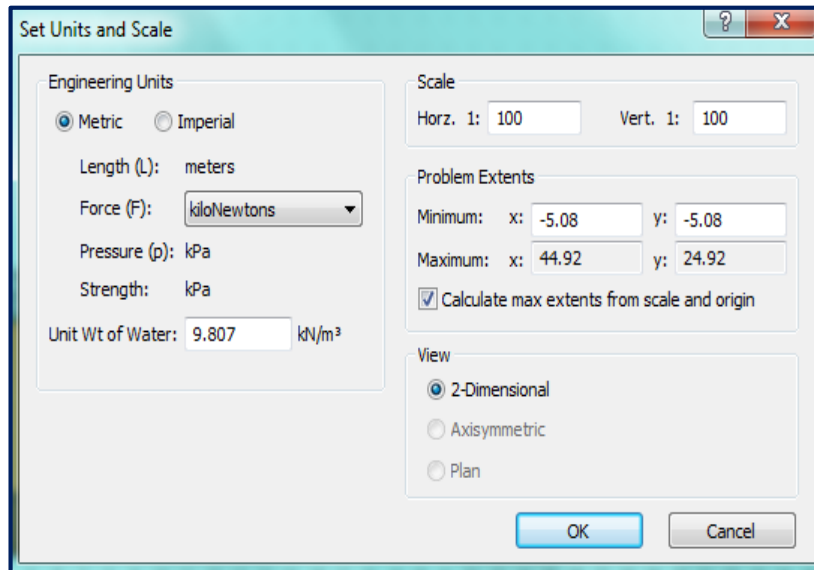 Set Units and Scale
Engineering Units
Metric Imperial
Length (L): meters
Force (F): kiloNewtons
Pressure (p): kPa
Strength: kPa
Unit Wt of Water: 9.807 kN/m³
Scale
Horz. 1: 100 Vert. 1: 100
Problem Extents
Minimum: x: -5.08 y: -5.08
Maximum: x: 44.92 y: 24.92
Calculate max extents from scale and origin
View
2-Dimensional
Axisymmetric
Plan
OK Cancel